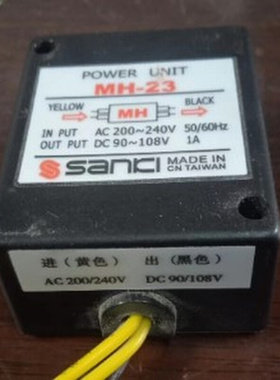 POWER UNIT
MH-23
YELLOW MH BLACK
IN PUT AC 200~240V 50/60Hz
OUT PUT DC 90~108V 1A
SANKI MADE IN
CN TAIWAN
进（黄色） 出（黑色）
AC 200/240V DC 90/108V